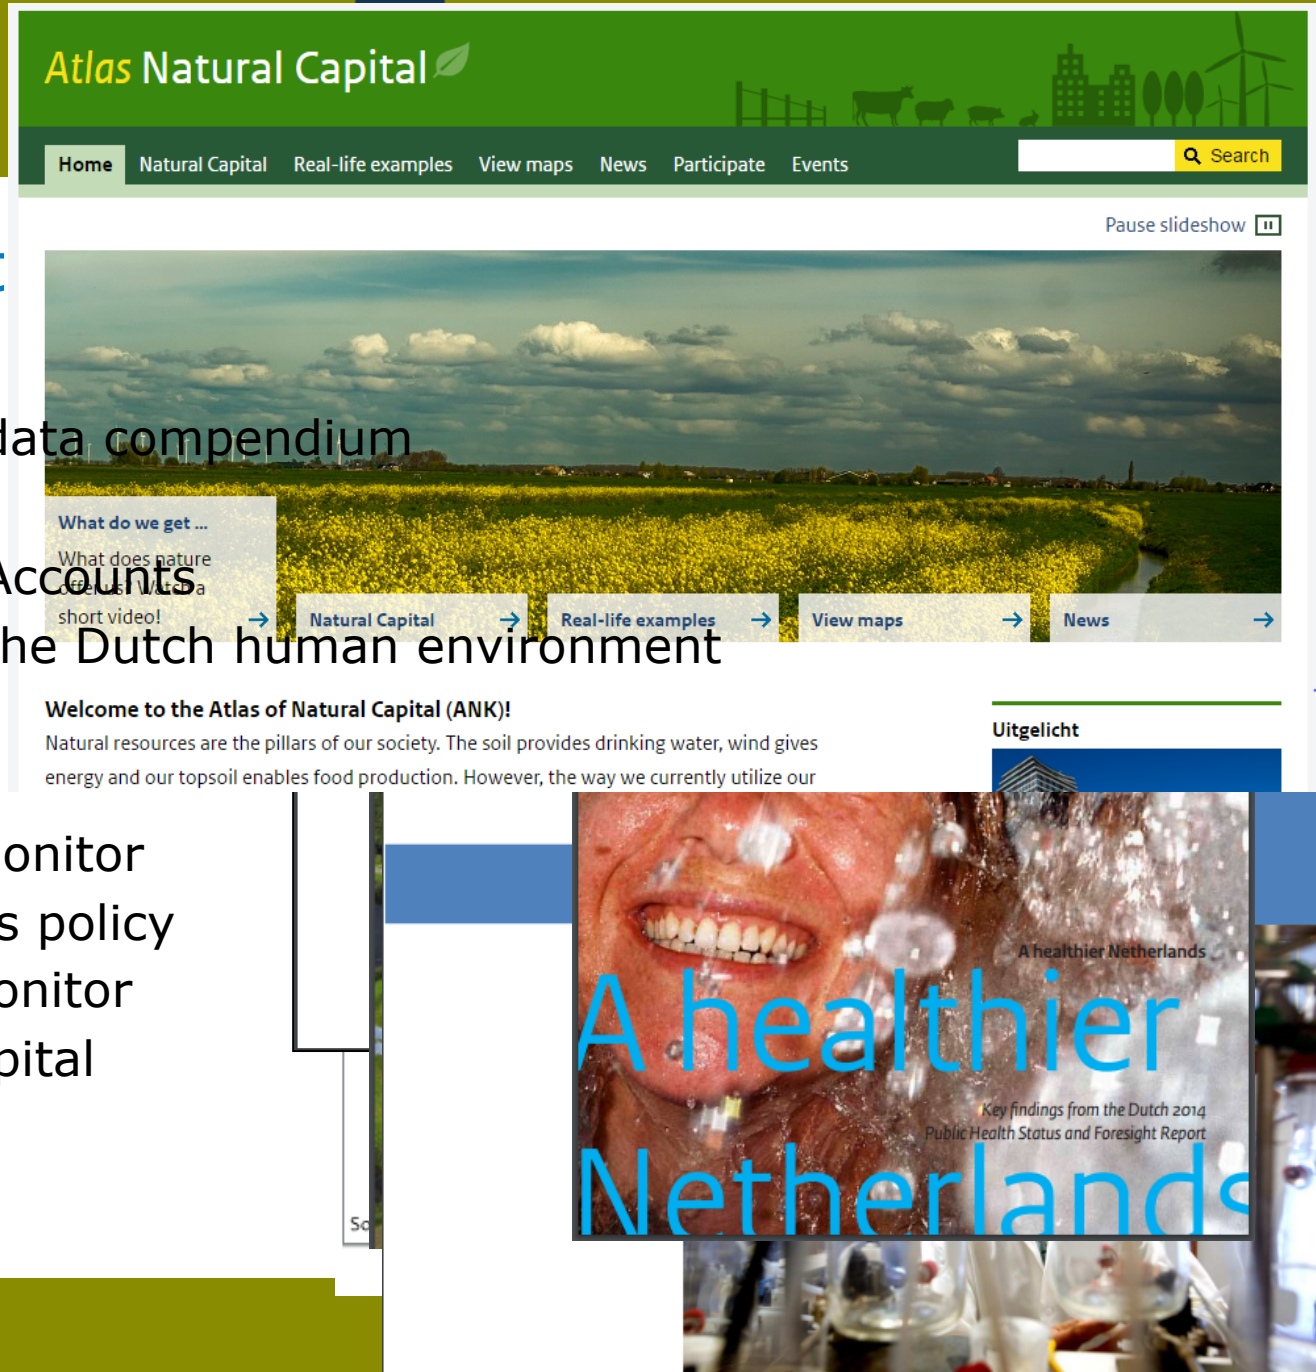 Atlas Natural Capital
Home Natural Capital Real-life examples View maps News Participate Events
Search
Pause slideshow
t
data compendium
What do we get ...
What does nature
offer us? Watch a
short video!
Accounts
Natural Capital
Real-life examples
View maps
News
he Dutch human environment
Welcome to the Atlas of Natural Capital (ANK)!
Natural resources are the pillars of our society. The soil provides drinking water, wind gives
energy and our topsoil enables food production. However, the way we currently utilize our
Uitgelicht
onitor
s policy
onitor
pital
So
A healthier Netherlands
A healthier
Key findings from the Dutch 2014
Public Health Status and Foresight Report
Netherlands